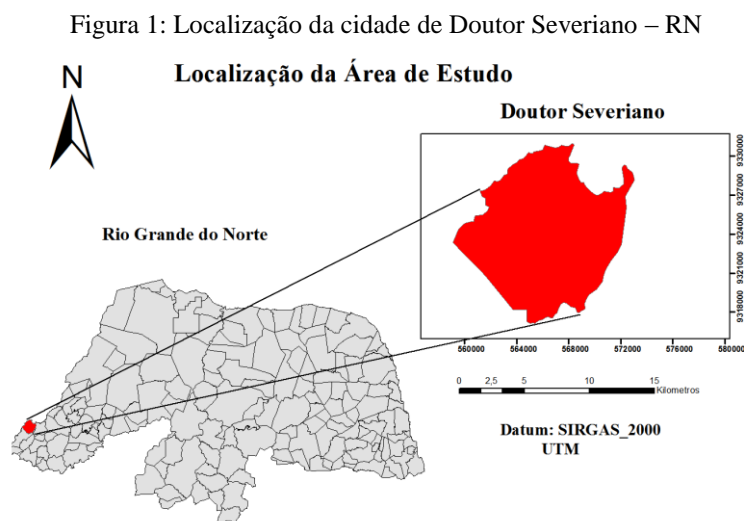 Figura 1: Localização da cidade de Doutor Severiano – RN
N
Localização da Área de Estudo
Doutor Severiano
Rio Grande do Norte
9330000
9327000
9324000
9321000
9318000
560000 564000 568000 572000 576000 580000
0 2,5 5 10 15
Kilometros
Datum: SIRGAS_2000
UTM